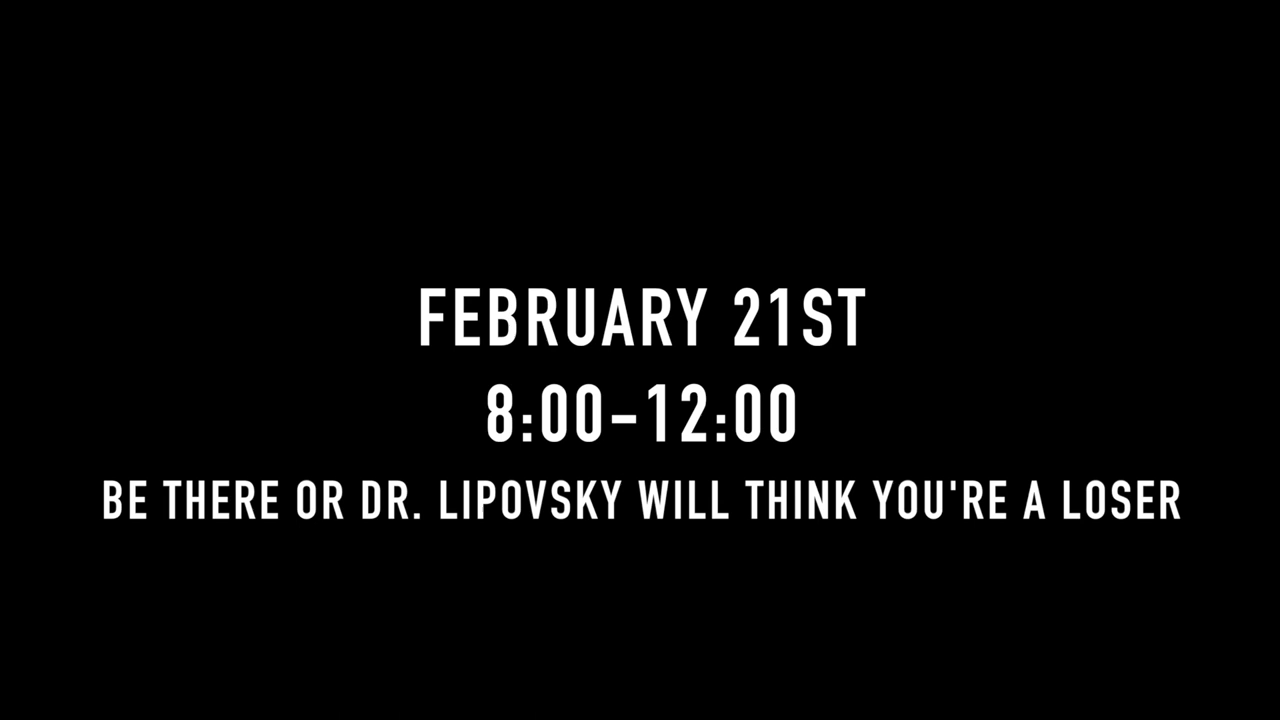 FEBRUARY 21ST
8:00-12:00
BE THERE OR DR. LIPOVSKY WILL THINK YOU'RE A LOSER